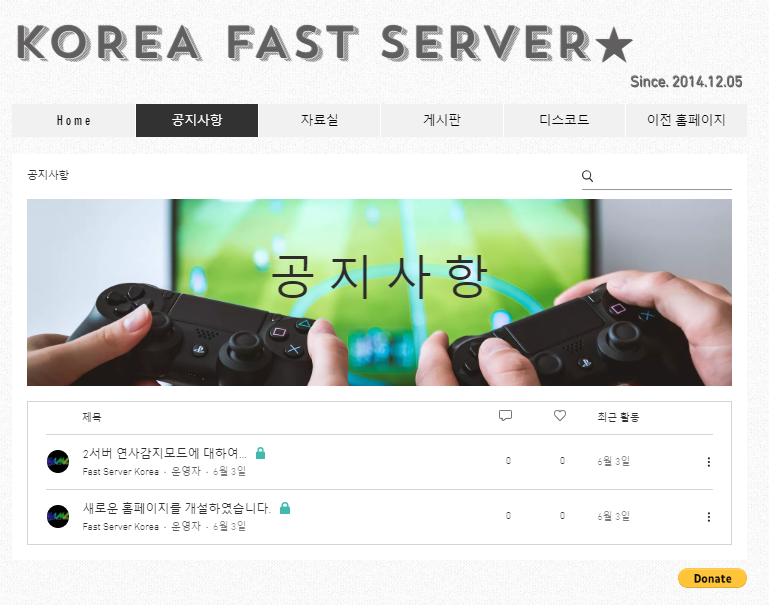 KOREA FAST SERVER★
Since. 2014.12.05
Home 공지사항 자료실 게시판 디스코드 이전 홈페이지
공지사항
공지사항
제목 최근 활동
2서버 연사감지모드에 대하여...
0 0 6월 3일
Fast Server Korea · 운영자 · 6월 3일
새로운 홈페이지를 개설하였습니다.
0 0 6월 3일
Fast Server Korea · 운영자 · 6월 3일
Donate